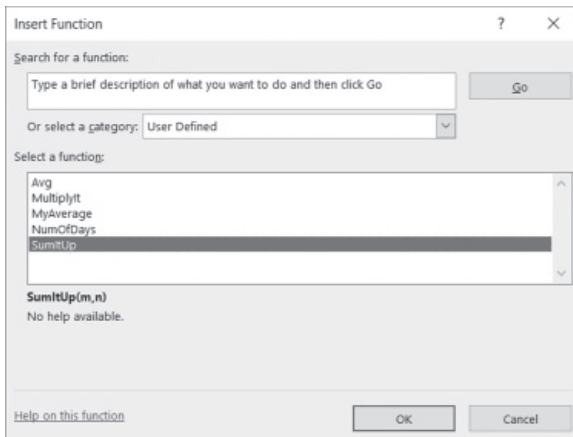 Insert Function ? ×
Search for a function:
Type a brief description of what you want to do and then click Go
Go
Or select a category: User Defined
Select a function:
Avg
MultiplyIt
MyAverage
NumOfDays
SumItUp
SumItUp(m,n)
No help available.
Help on this function
OK
Cancel